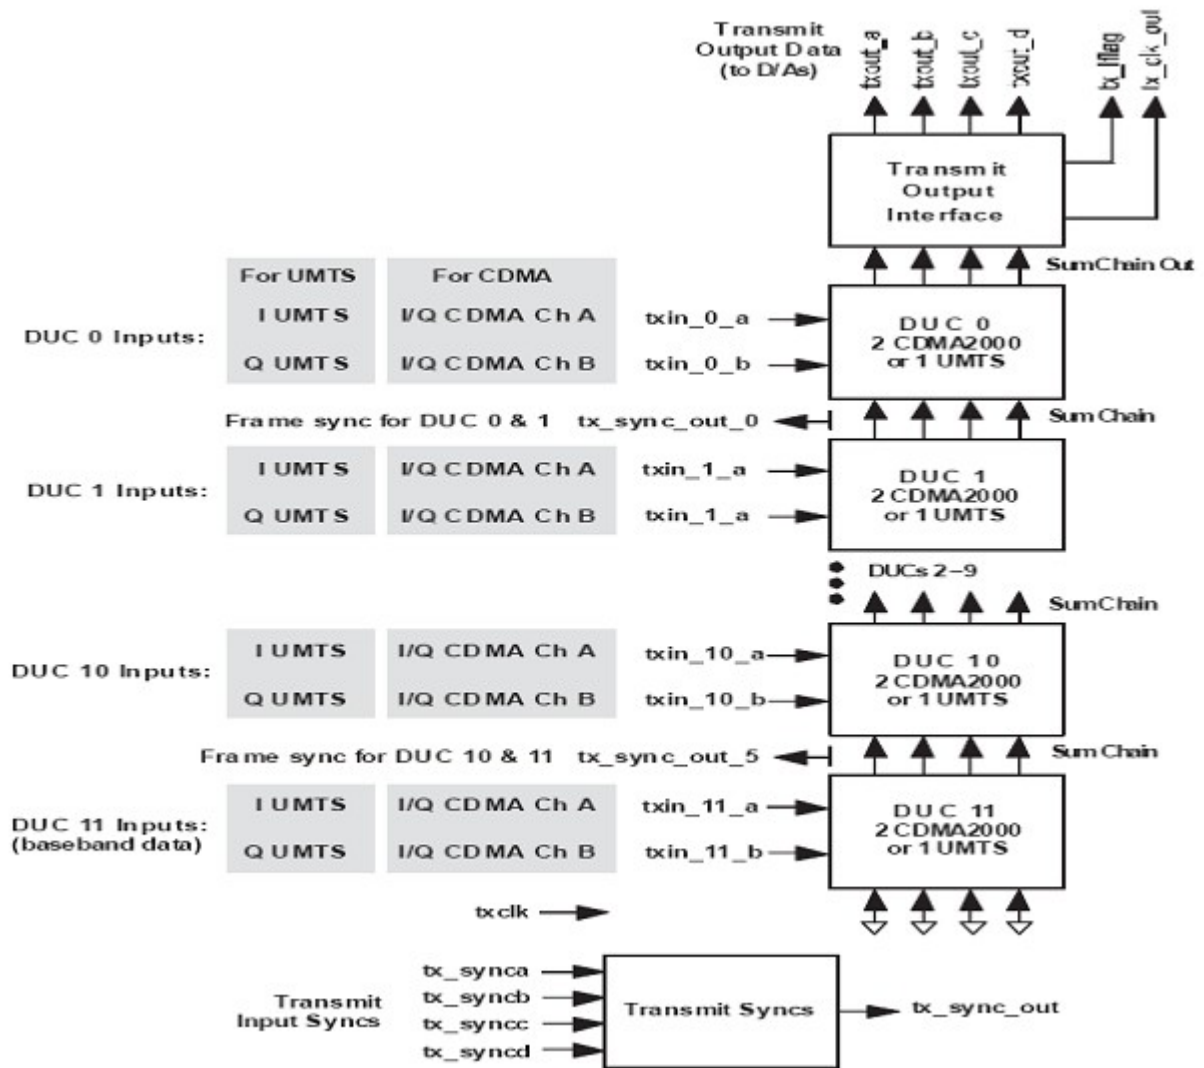 Transmit
Output Data
(to D/As)
txout_a
txout_b
txout_c
txout_d
tx_iflag
tx_clk_out
Transmit
Output
Interface
SumChain Out
For UMTS
For CDMA
DUC 0 Inputs:
I UMTS
I/Q CDMA Ch A
txin_0_a
Q UMTS
I/Q CDMA Ch B
txin_0_b
DUC 0
2 CDMA2000
or 1 UMTS
Frame sync for DUC 0 & 1
tx_sync_out_0
SumChain
DUC 1 Inputs:
I UMTS
I/Q CDMA Ch A
txin_1_a
Q UMTS
I/Q CDMA Ch B
txin_1_a
DUC 1
2 CDMA2000
or 1 UMTS
DUCs 2–9
SumChain
DUC 10 Inputs:
I UMTS
I/Q CDMA Ch A
txin_10_a
Q UMTS
I/Q CDMA Ch B
txin_10_b
DUC 10
2 CDMA2000
or 1 UMTS
Frame sync for DUC 10 & 11
tx_sync_out_5
SumChain
DUC 11 Inputs:
(baseband data)
I UMTS
I/Q CDMA Ch A
txin_11_a
Q UMTS
I/Q CDMA Ch B
txin_11_b
DUC 11
2 CDMA2000
or 1 UMTS
txclk
Transmit
Input Syncs
tx_synca
tx_syncb
tx_syncc
tx_syncd
Transmit Syncs
tx_sync_out